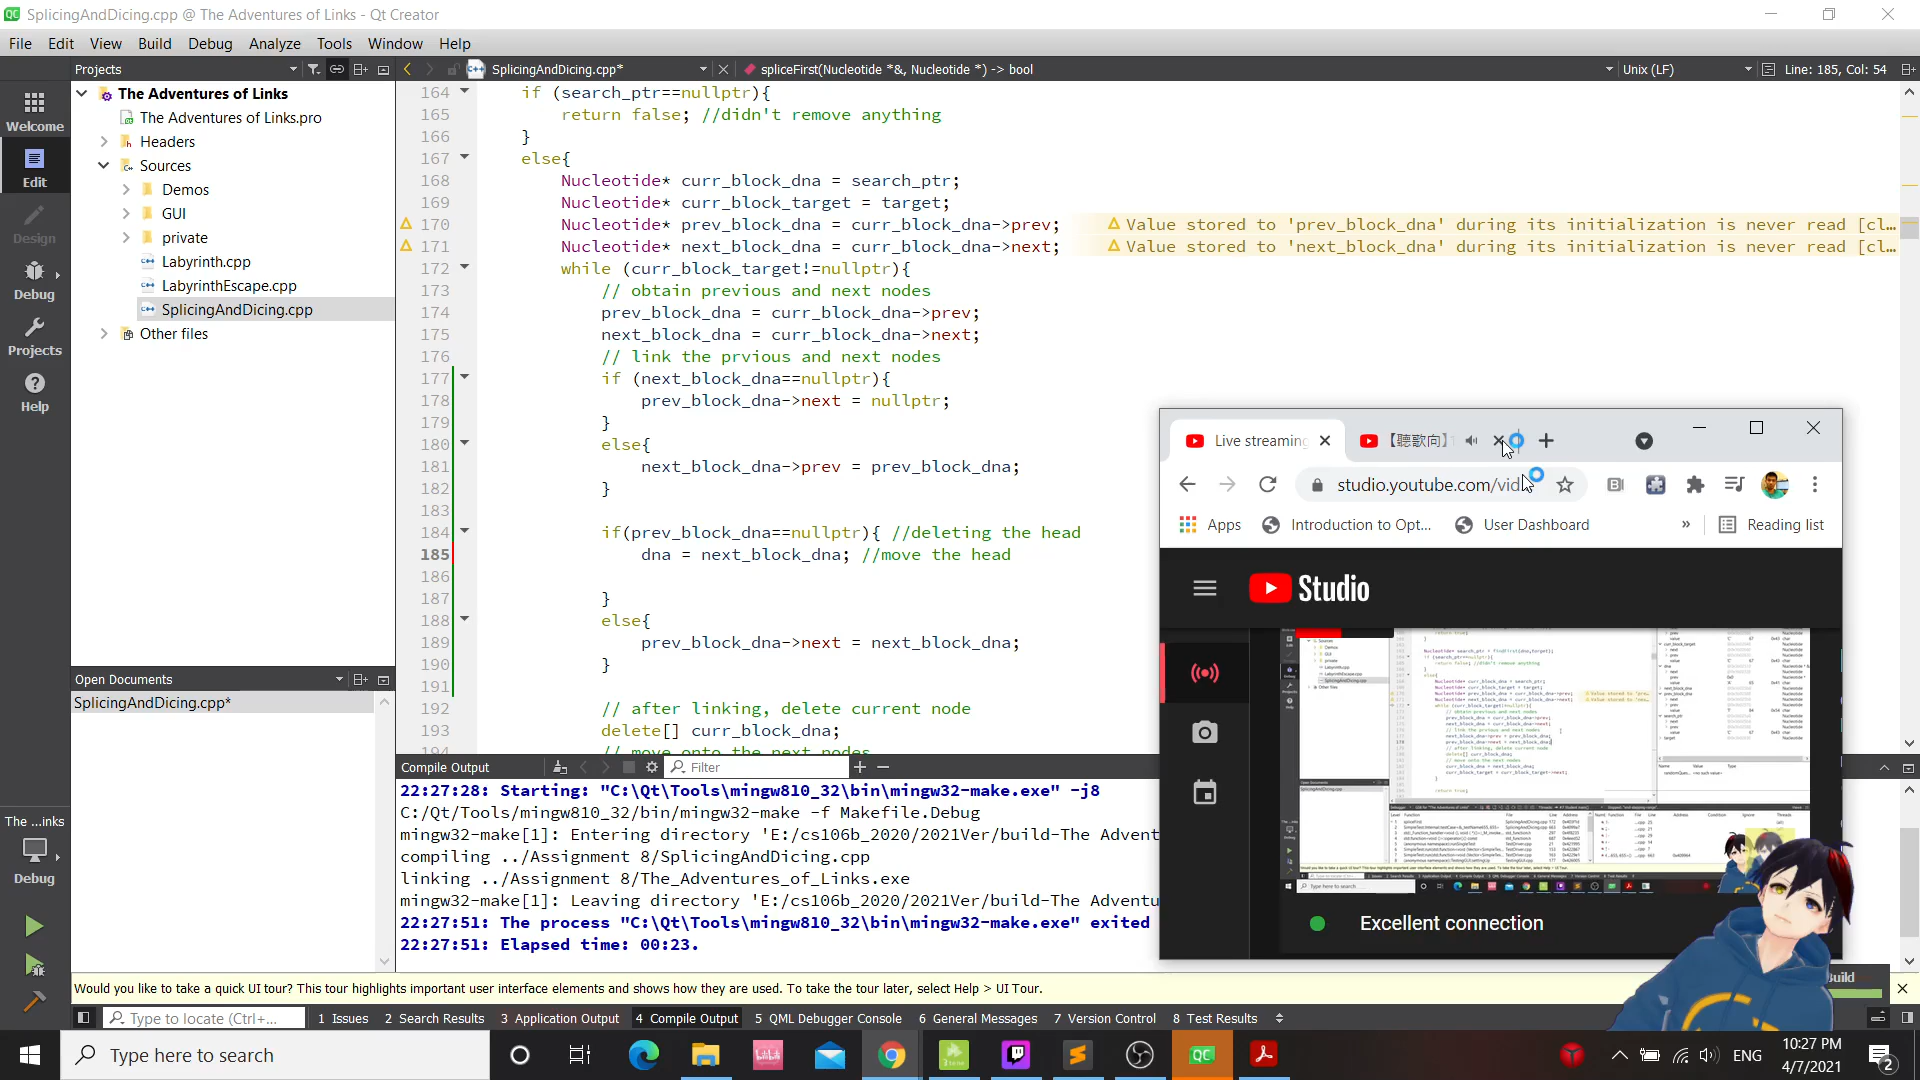 SplicingAndDicing.cpp @ The Adventures of Links - Qt Creator
File Edit View Build Debug Analyze Tools Window Help
Projects
SplicingAndDicing.cpp*
spliceFirst(Nucleotide *&, Nucleotide *) -> bool
Unix (LF)
Line: 185, Col: 54
Welcome
Edit
Design
Debug
Projects
Help
The ...inks
Debug
The Adventures of Links
The Adventures of Links.pro
Headers
Sources
Demos
GUI
private
Labyrinth.cpp
LabyrinthEscape.cpp
SplicingAndDicing.cpp
Other files
Open Documents
SplicingAndDicing.cpp*
164 if (search_ptr==nullptr){
165 return false; //didn't remove anything
166 }
167 else{
168 Nucleotide* curr_block_dna = search_ptr;
169 Nucleotide* curr_block_target = target;
170 Nucleotide* prev_block_dna = curr_block_dna->prev; Value stored to 'prev_block_dna' during its initialization is never read [cl...
171 Nucleotide* next_block_dna = curr_block_dna->next; Value stored to 'next_block_dna' during its initialization is never read [cl...
172 while (curr_block_target!=nullptr){
173 // obtain previous and next nodes
174 prev_block_dna = curr_block_dna->prev;
175 next_block_dna = curr_block_dna->next;
176 // link the prvious and next nodes
177 if (next_block_dna==nullptr){
178 prev_block_dna->next = nullptr;
179 }
180 else{
181 next_block_dna->prev = prev_block_dna;
182 }
183
184 if(prev_block_dna==nullptr){ //deleting the head
185 dna = next_block_dna; //move the head
186
187 }
188 else{
189 prev_block_dna->next = next_block_dna;
190 }
191
192 // after linking, delete current node
193 delete[] curr_block_dna;
194 // move onto the next nodes
Compile Output
Filter
22:27:28: Starting: "C:\Qt\Tools\mingw810_32\bin\mingw32-make.exe" -j8
C:/Qt/Tools/mingw810_32/bin/mingw32-make -f Makefile.Debug
mingw32-make[1]: Entering directory 'E:/cs106b_2020/2021Ver/build-The Advent
compiling ../Assignment 8/SplicingAndDicing.cpp
linking ../Assignment 8/The_Adventures_of_Links.exe
mingw32-make[1]: Leaving directory 'E:/cs106b_2020/2021Ver/build-The Adventu
22:27:51: The process "C:\Qt\Tools\mingw810_32\bin\mingw32-make.exe" exited
22:27:51: Elapsed time: 00:23.
Live streaming
【聽歌向】
studio.youtube.com/vid
Apps
Introduction to Opt...
User Dashboard
»
Reading list
Studio
Excellent connection
Would you like to take a quick UI tour? This tour highlights important user interface elements and shows how they are used. To take the tour later, select Help > UI Tour.
Build
Type to locate (Ctrl+...
1 Issues
2 Search Results
3 Application Output
4 Compile Output
5 QML Debugger Console
6 General Messages
7 Version Control
8 Test Results
Type here to search
ENG
10:27 PM
4/7/2021
2